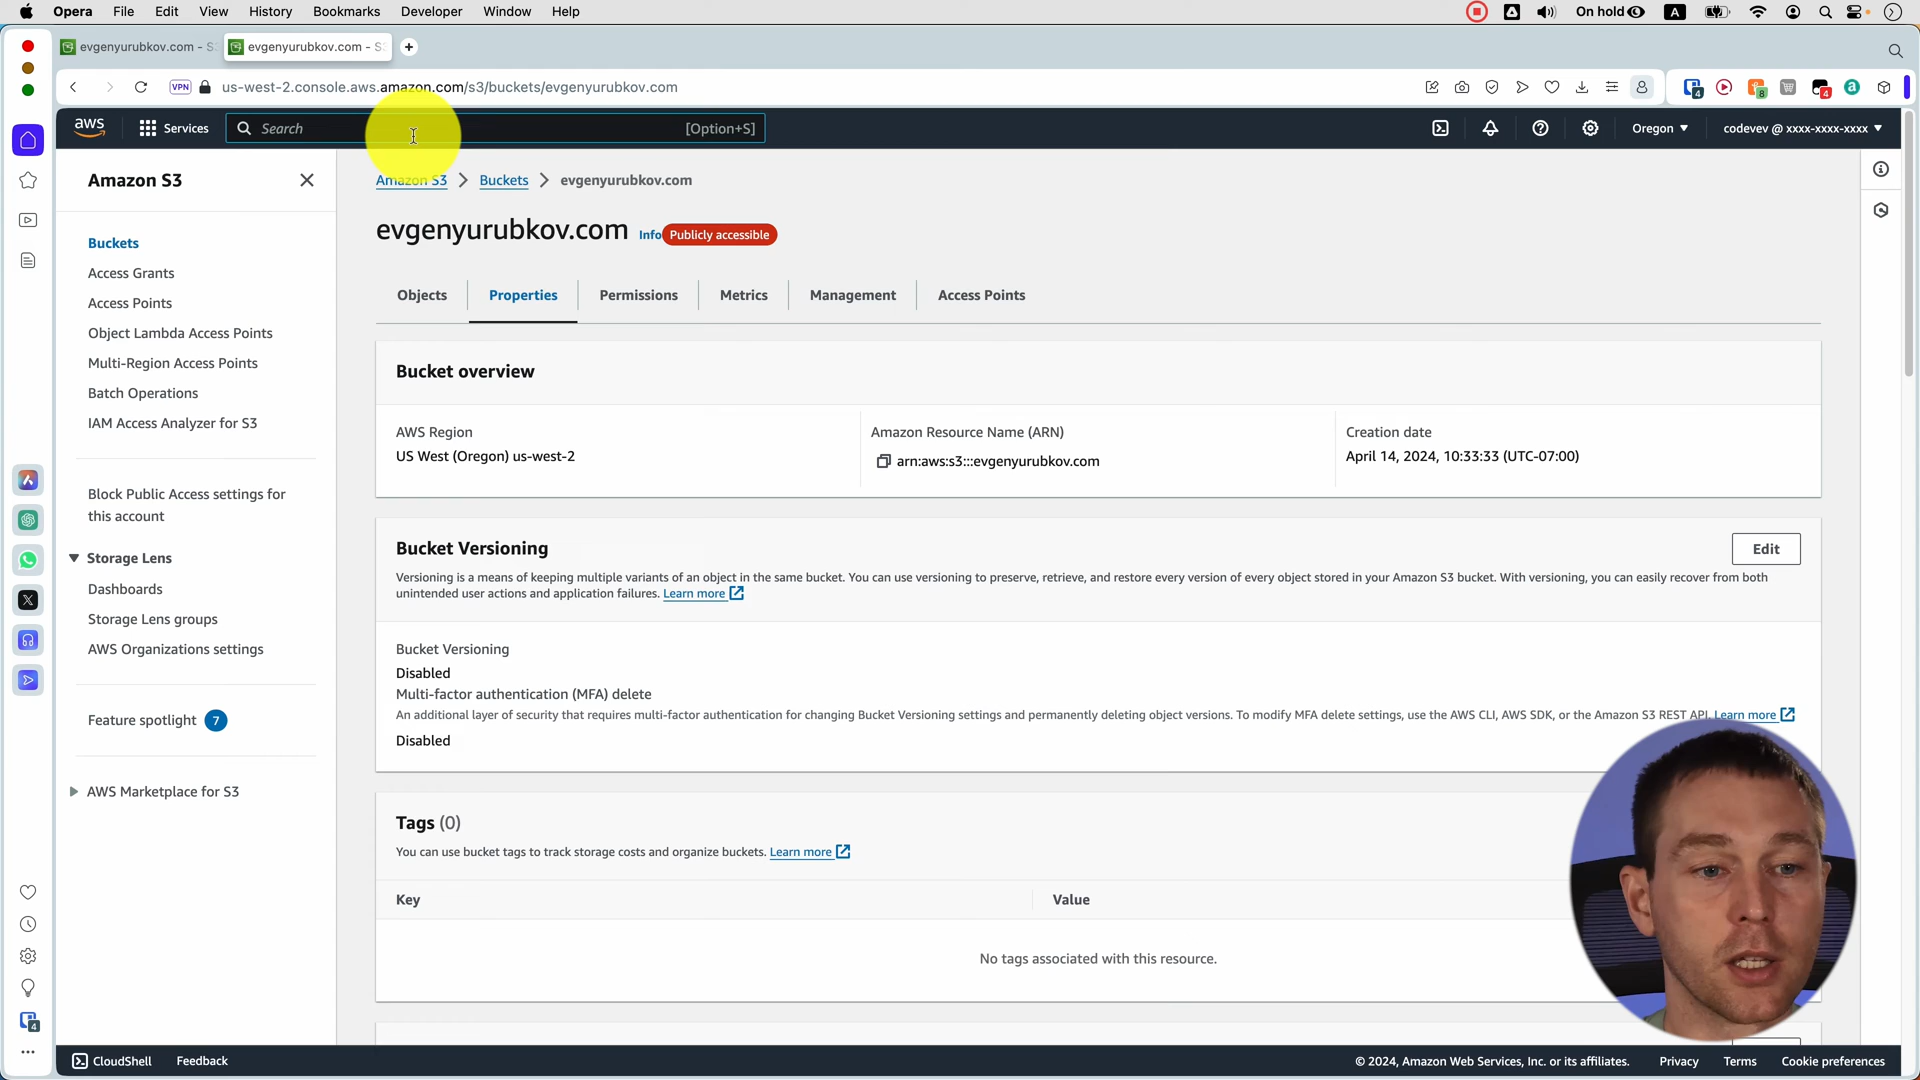 Opera File Edit View History Bookmarks Developer Window Help
On hold A
evgenyurubkov.com - S
evgenyurubkov.com - S
VPN us-west-2.console.aws.amazon.com/s3/buckets/evgenyurubkov.com
4 8 4 a
aws Services Search [Option+S] Oregon codevev @ xxxx-xxxx-xxxx
Amazon S3
Buckets
Access Grants
Access Points
Object Lambda Access Points
Multi-Region Access Points
Batch Operations
IAM Access Analyzer for S3
Block Public Access settings for
this account
Storage Lens
Dashboards
Storage Lens groups
AWS Organizations settings
Feature spotlight 7
AWS Marketplace for S3
4
Amazon S3 Buckets evgenyurubkov.com
evgenyurubkov.com Info Publicly accessible
Objects Properties Permissions Metrics Management Access Points
Bucket overview
AWS Region
US West (Oregon) us-west-2
Amazon Resource Name (ARN)
arn:aws:s3:::evgenyurubkov.com
Creation date
April 14, 2024, 10:33:33 (UTC-07:00)
Bucket Versioning
Edit
Versioning is a means of keeping multiple variants of an object in the same bucket. You can use versioning to preserve, retrieve, and restore every version of every object stored in your Amazon S3 bucket. With versioning, you can easily recover from both
unintended user actions and application failures. Learn more
Bucket Versioning
Disabled
Multi-factor authentication (MFA) delete
An additional layer of security that requires multi-factor authentication for changing Bucket Versioning settings and permanently deleting object versions. To modify MFA delete settings, use the AWS CLI, AWS SDK, or the Amazon S3 REST API. Learn more
Disabled
Tags (0)
You can use bucket tags to track storage costs and organize buckets. Learn more
Key Value
No tags associated with this resource.
CloudShell Feedback © 2024, Amazon Web Services, Inc. or its affiliates. Privacy Terms Cookie preferences